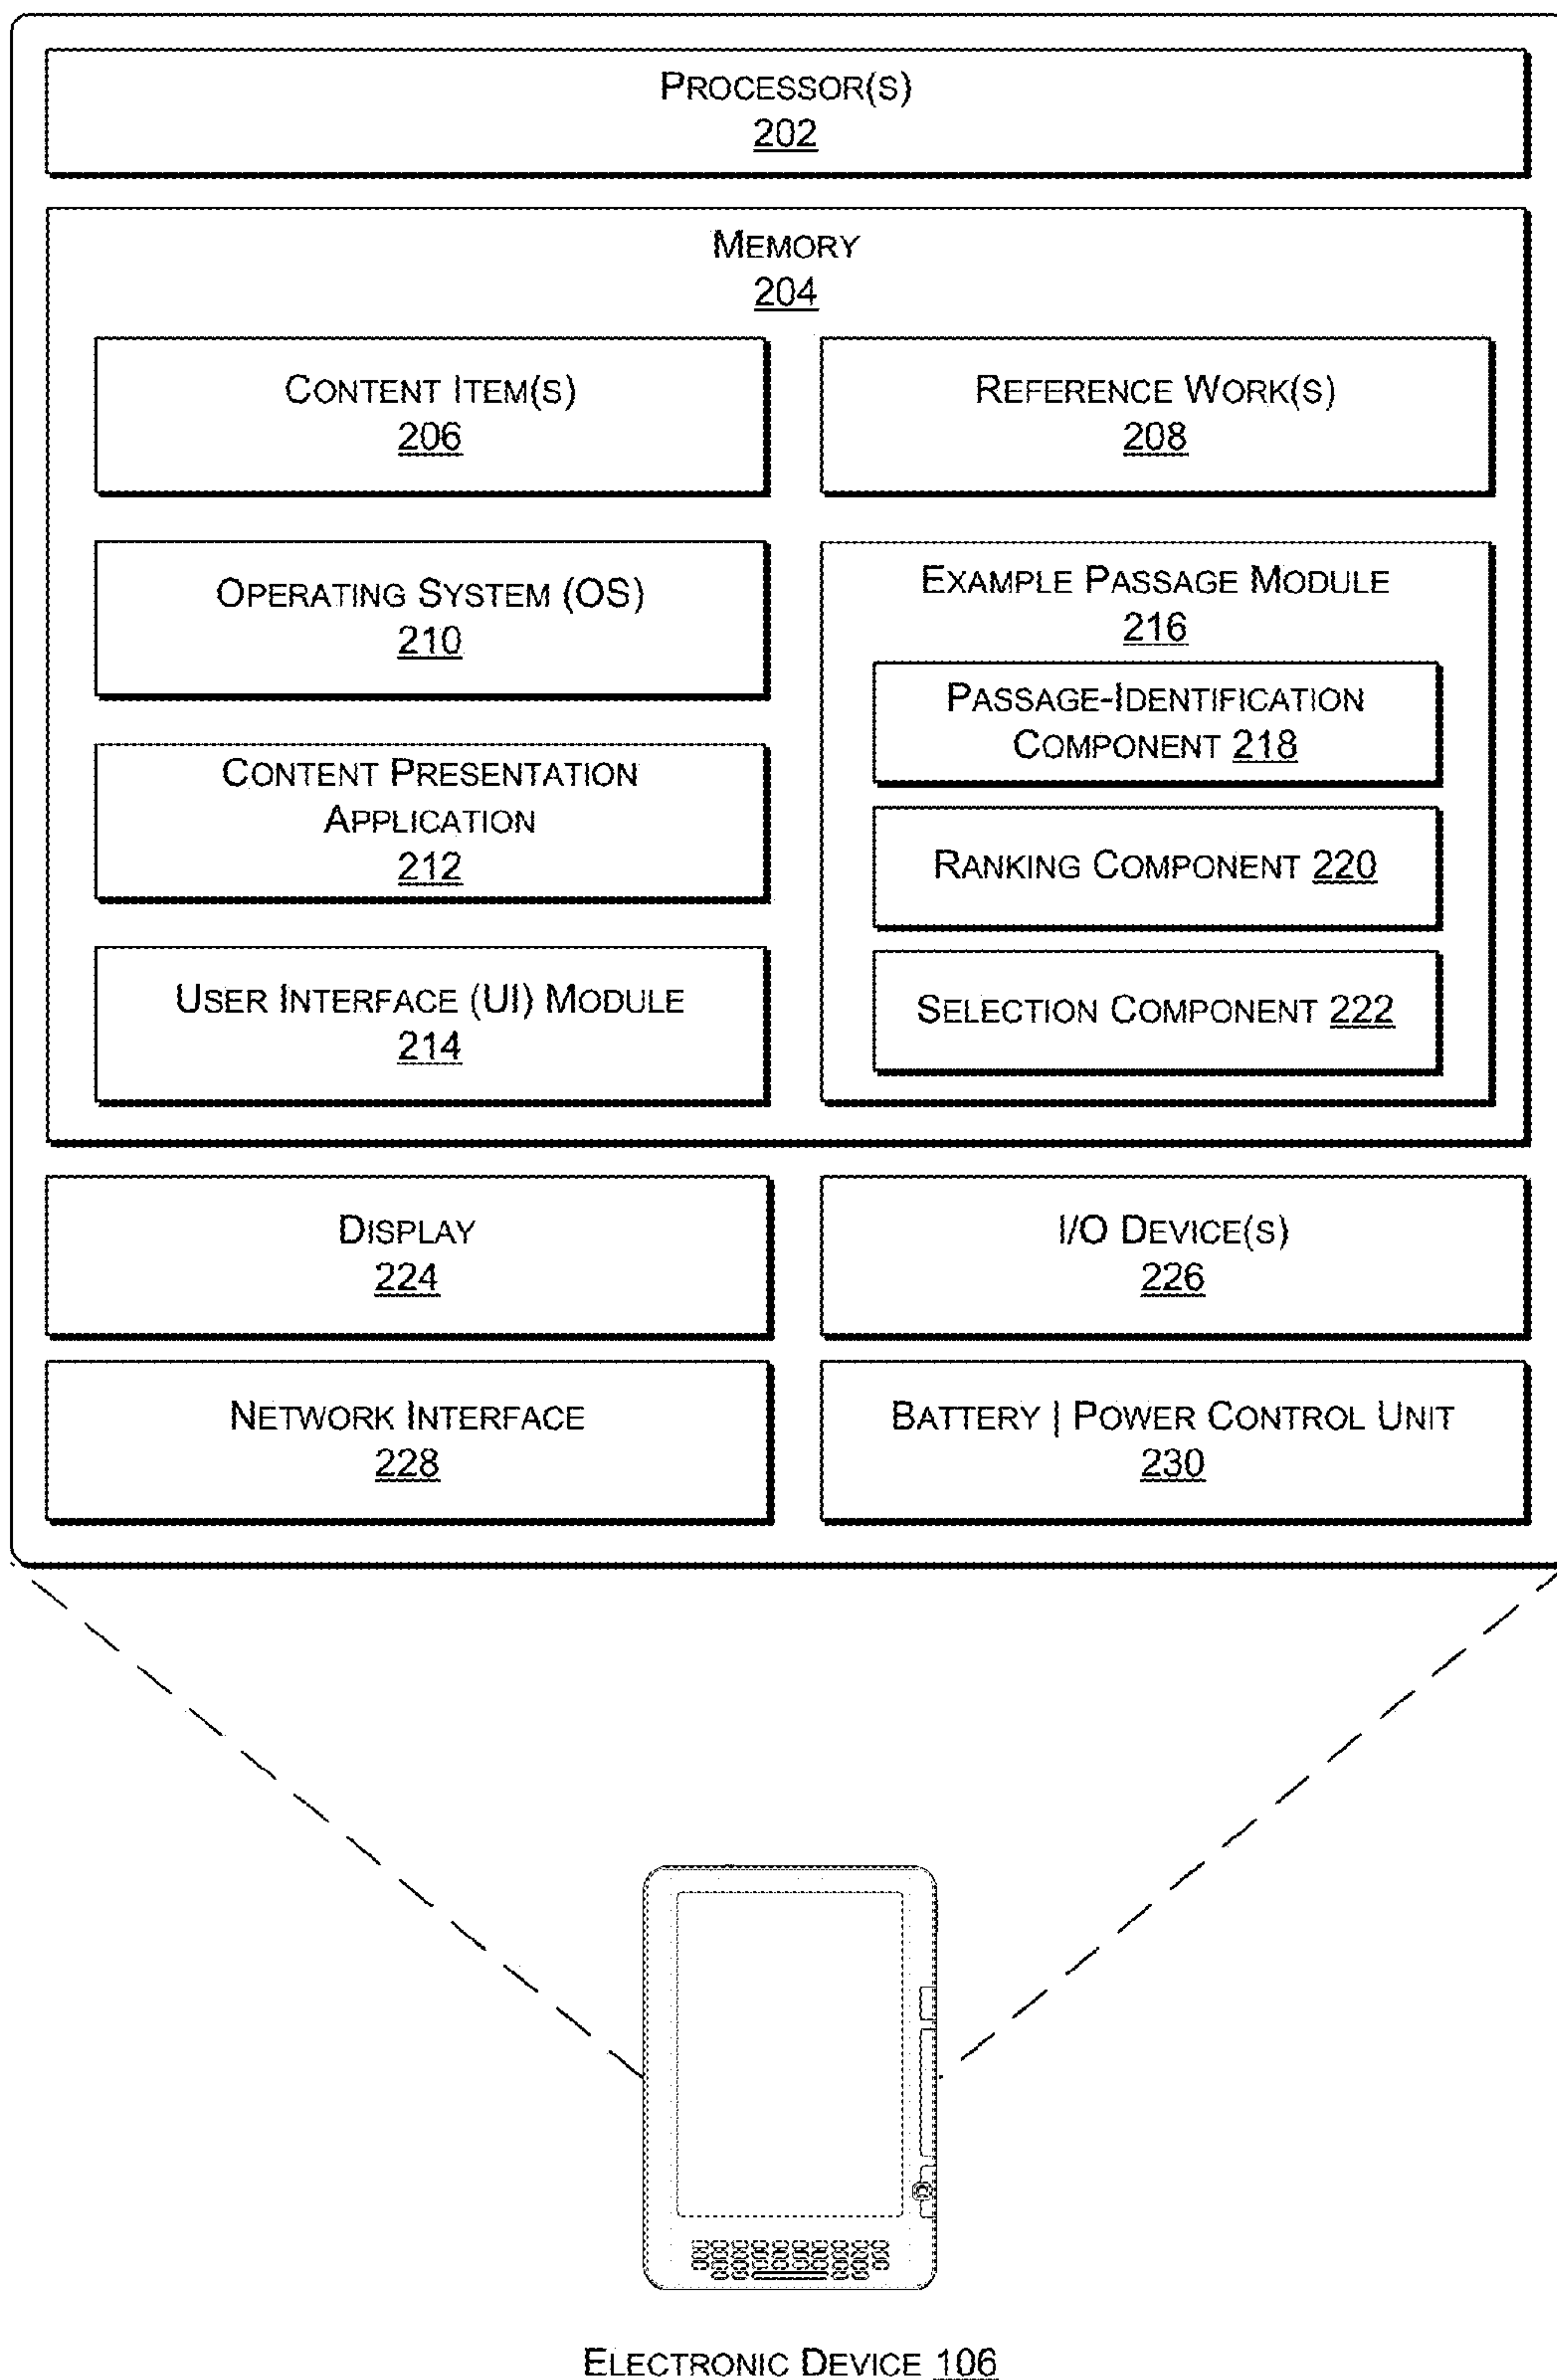 PROCESSOR(S)
202
MEMORY
204
CONTENT ITEM(S)
206
REFERENCE WORK(S)
208
OPERATING SYSTEM (OS)
210
CONTENT PRESENTATION
APPLICATION
212
USER INTERFACE (UI) MODULE
214
EXAMPLE PASSAGE MODULE
216
PASSAGE-IDENTIFICATION
COMPONENT 218
RANKING COMPONENT 220
SELECTION COMPONENT 222
DISPLAY
224
I/O DEVICE(S)
226
NETWORK INTERFACE
228
BATTERY | POWER CONTROL UNIT
230
ELECTRONIC DEVICE 106